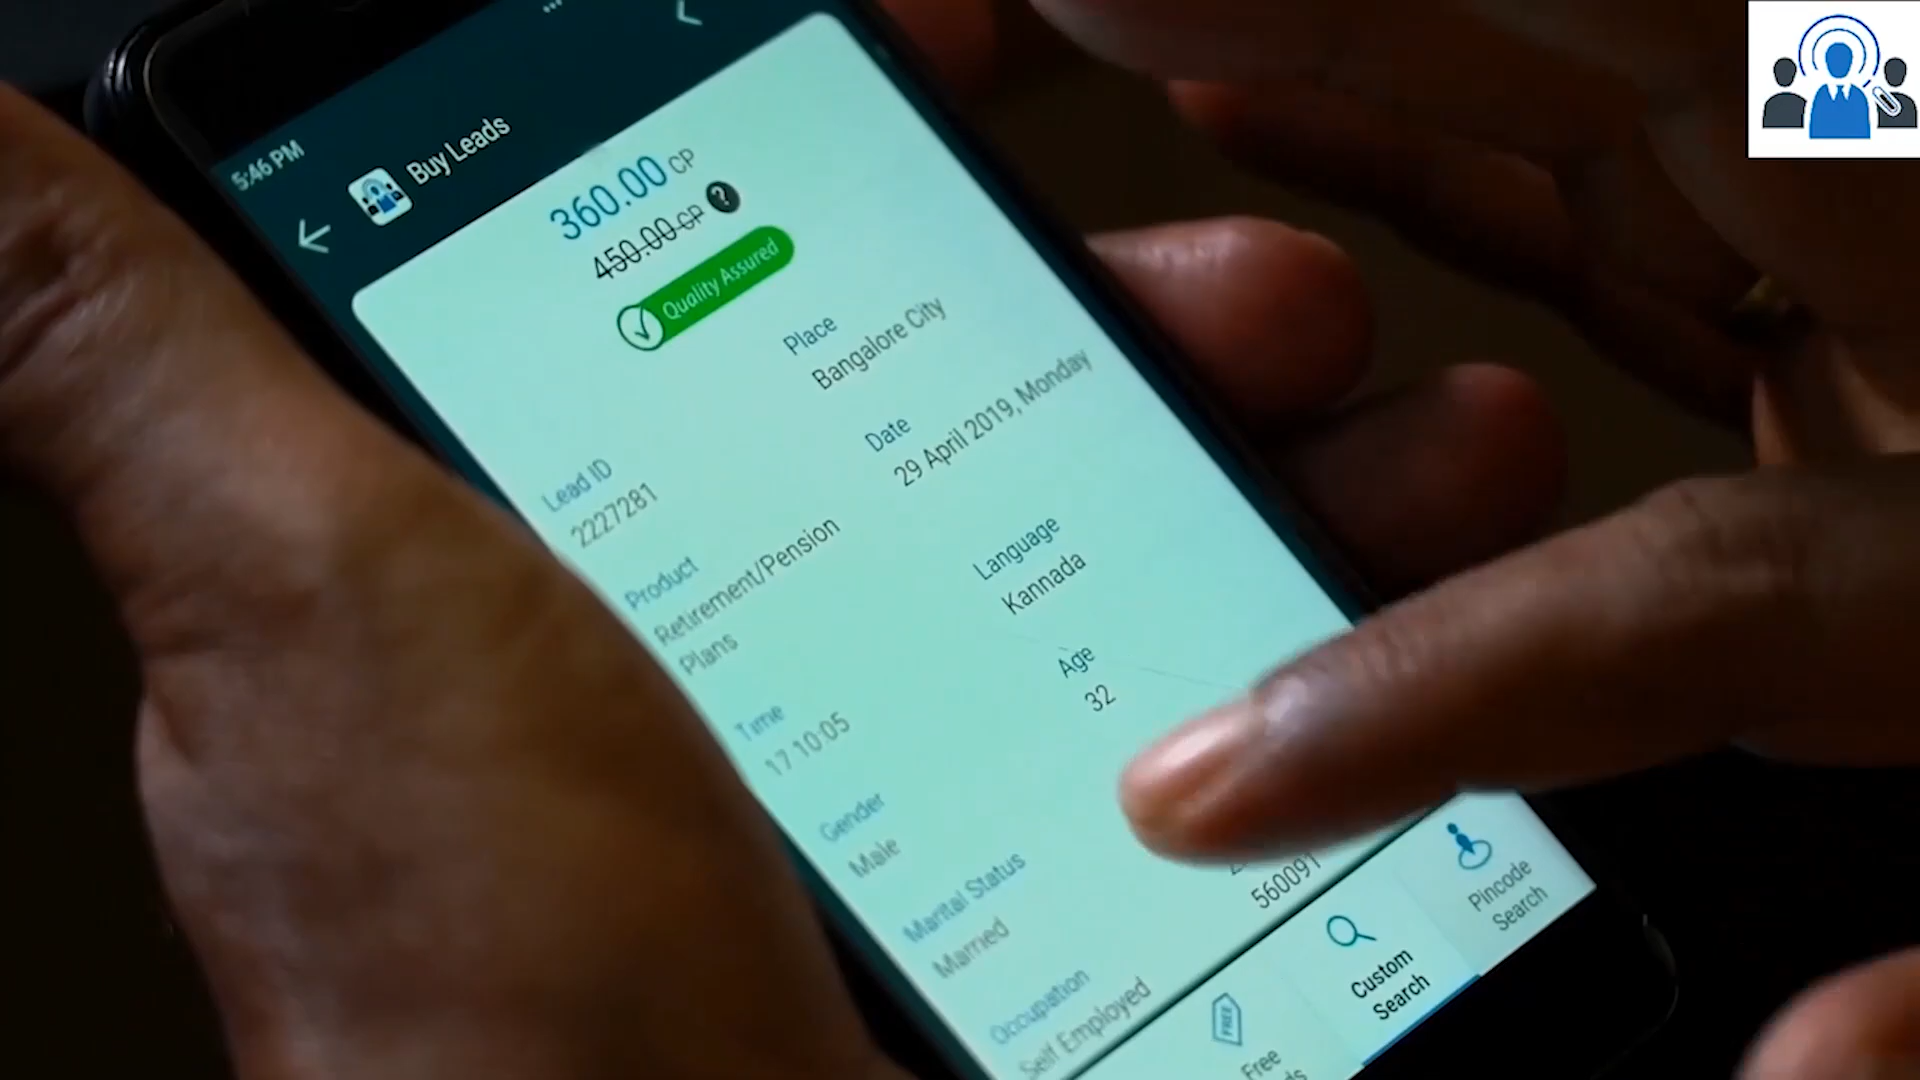 5:46 PM
Buy Leads
360.00 CP
450.00 CP ?
Quality Assured
Lead ID
2227281
Place
Bangalore City
Product
Retirement/Pension
Plans
Date
29 April 2019, Monday
Time
17 10:05
Language
Kannada
Gender
Male
Age
32
Marital Status
Married
560091
Occupation
Self Employed
FREE
Free
Custom
Search
Pincode
Search